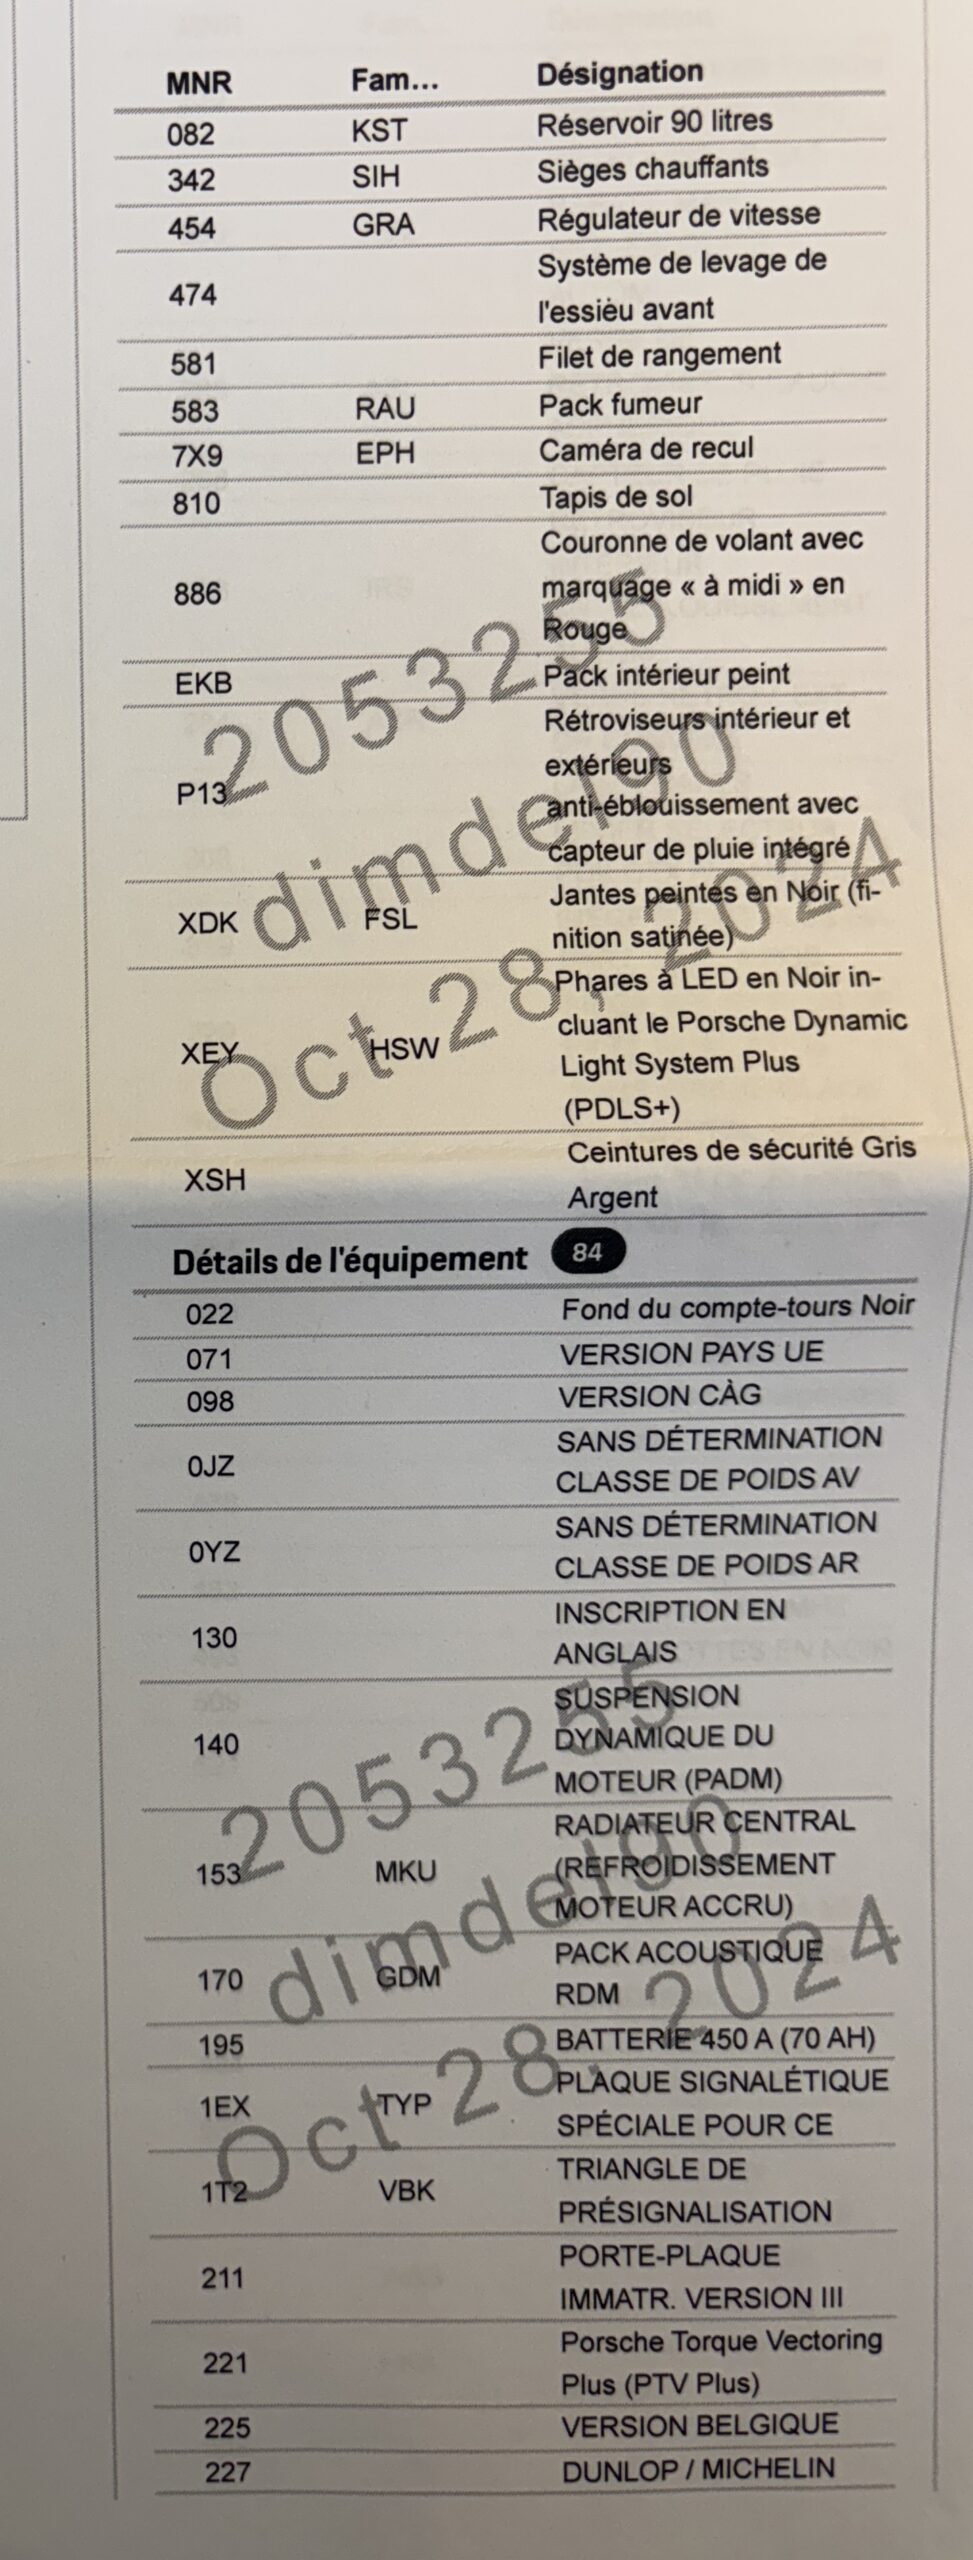 MNR Fam... Désignation
082 KST Réservoir 90 litres
342 SIH Sièges chauffants
454 GRA Régulateur de vitesse
474 Système de levage de
l'essieu avant
581 Filet de rangement
583 RAU Pack fumeur
7X9 EPH Caméra de recul
810 Tapis de sol
886 Couronne de volant avec
marquage « à midi » en
Rouge
EKB Pack intérieur peint
P13 Rétroviseurs intérieur et
extérieurs
anti-éblouissement avec
capteur de pluie intégré
XDK FSL Jantes peintes en Noir (fi-
nition satinée)
XEY HSW Phares à LED en Noir in-
cluant le Porsche Dynamic
Light System Plus
(PDLS+)
XSH Ceintures de sécurité Gris
Argent
2053255
dimdel90
Oct 28, 2024
Détails de l'équipement 84
022 Fond du compte-tours Noir
071 VERSION PAYS UE
098 VERSION CÀG
0JZ SANS DÉTERMINATION
CLASSE DE POIDS AV
0YZ SANS DÉTERMINATION
CLASSE DE POIDS AR
130 INSCRIPTION EN
ANGLAIS
140 SUSPENSION
DYNAMIQUE DU
MOTEUR (PADM)
153 MKU RADIATEUR CENTRAL
(REFROIDISSEMENT
MOTEUR ACCRU)
170 GDM PACK ACOUSTIQUE
RDM
195 BATTERIE 450 A (70 AH)
1EX TYP PLAQUE SIGNALÉTIQUE
SPÉCIALE POUR CE
1T2 VBK TRIANGLE DE
PRÉSIGNALISATION
211 PORTE-PLAQUE
IMMATR. VERSION III
221 Porsche Torque Vectoring
Plus (PTV Plus)
225 VERSION BELGIQUE
227 DUNLOP / MICHELIN
2053255
dimdel90
Oct 28, 2024